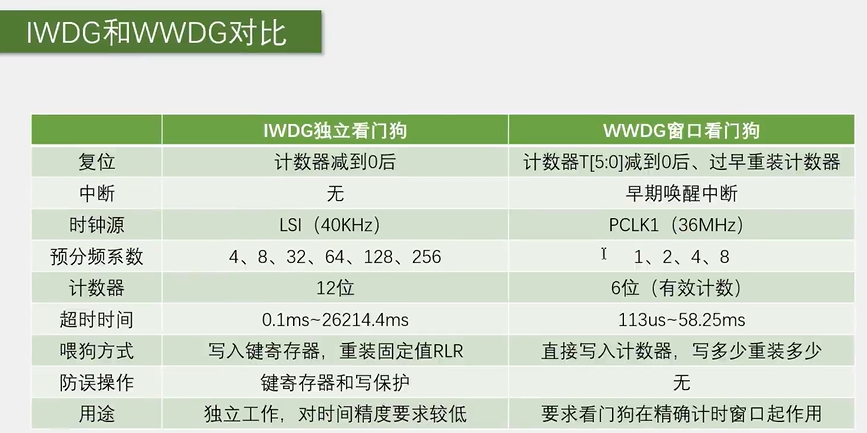 IWDG和WWDG对比
IWDG独立看门狗 WWDG窗口看门狗
复位 计数器减到0后 计数器T[5:0]减到0后、过早重装计数器
中断 无 早期唤醒中断
时钟源 LSI（40KHz） PCLK1（36MHz）
预分频系数 4、8、32、64、128、256 1、2、4、8
计数器 12位 6位（有效计数）
超时时间 0.1ms~26214.4ms 113us~58.25ms
喂狗方式 写入键寄存器，重装固定值RLR 直接写入计数器，写多少重装多少
防误操作 键寄存器和写保护 无
用途 独立工作，对时间精度要求较低 要求看门狗在精确计时窗口起作用